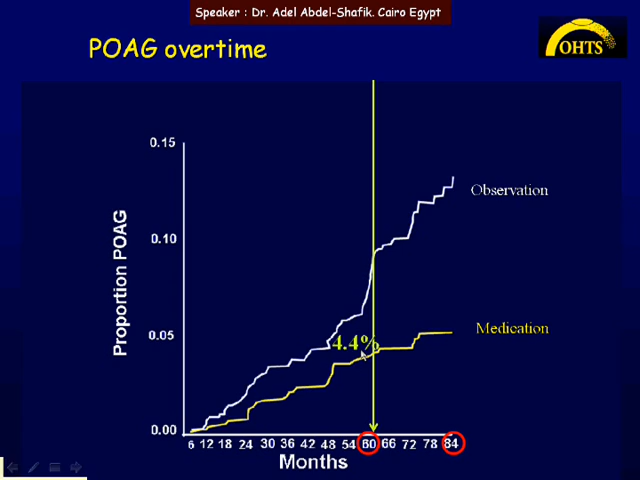 Speaker : Dr. Adel Abdel-Shafik. Cairo Egypt
POAG overtime
OHTS
0.15
Observation
0.10
Proportion POAG
0.05
4.4%
Medication
0.00
6 12 18 24 30 36 42 48 54 60 66 72 78 84
Months